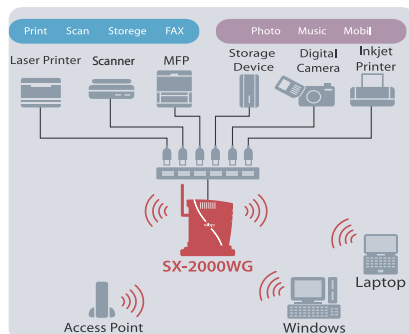 Print Scan Storege FAX
Photo Music Mobil
Laser Printer
Scanner
MFP
Storage
Device
Digital
Camera
Inkjet
Printer
SX-2000WG
Laptop
Access Point
Windows